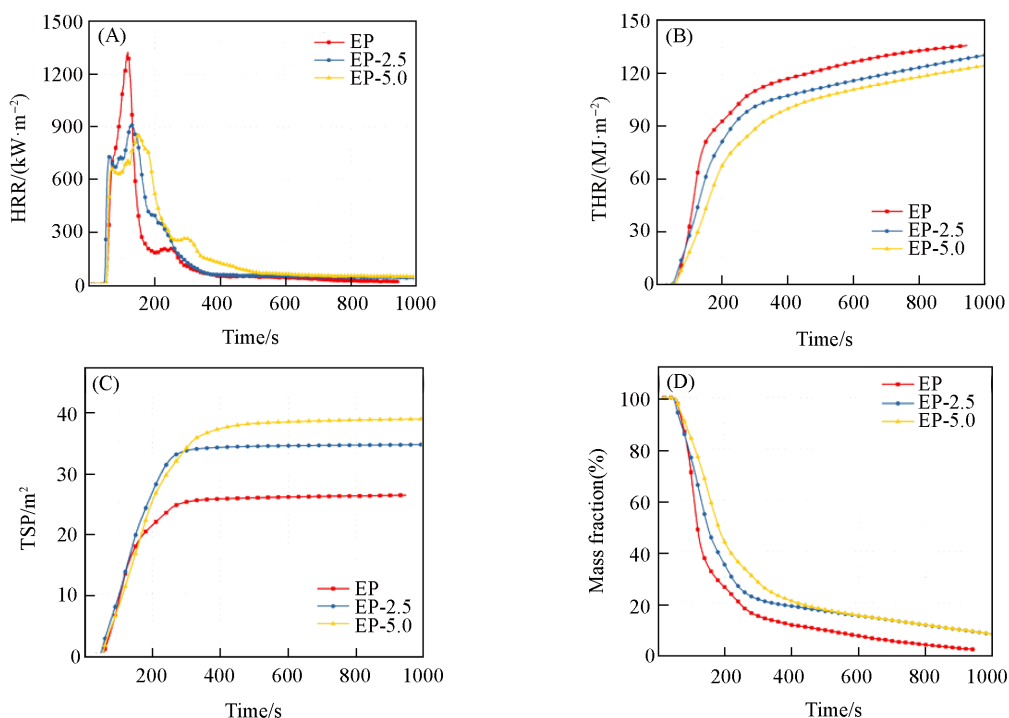 (A)
EP
EP-2.5
EP-5.0
1500
1200
900
600
300
0
200
400
600
800
1000
HRR/(kW·m⁻²)
Time/s
(B)
EP
EP-2.5
EP-5.0
150
120
90
60
30
0
200
400
600
800
1000
THR/(MJ·m⁻²)
Time/s
(C)
EP
EP-2.5
EP-5.0
40
30
20
10
0
200
400
600
800
1000
TSP/m²
Time/s
(D)
EP
EP-2.5
EP-5.0
100
80
60
40
20
0
200
400
600
800
1000
Mass fraction(%)
Time/s